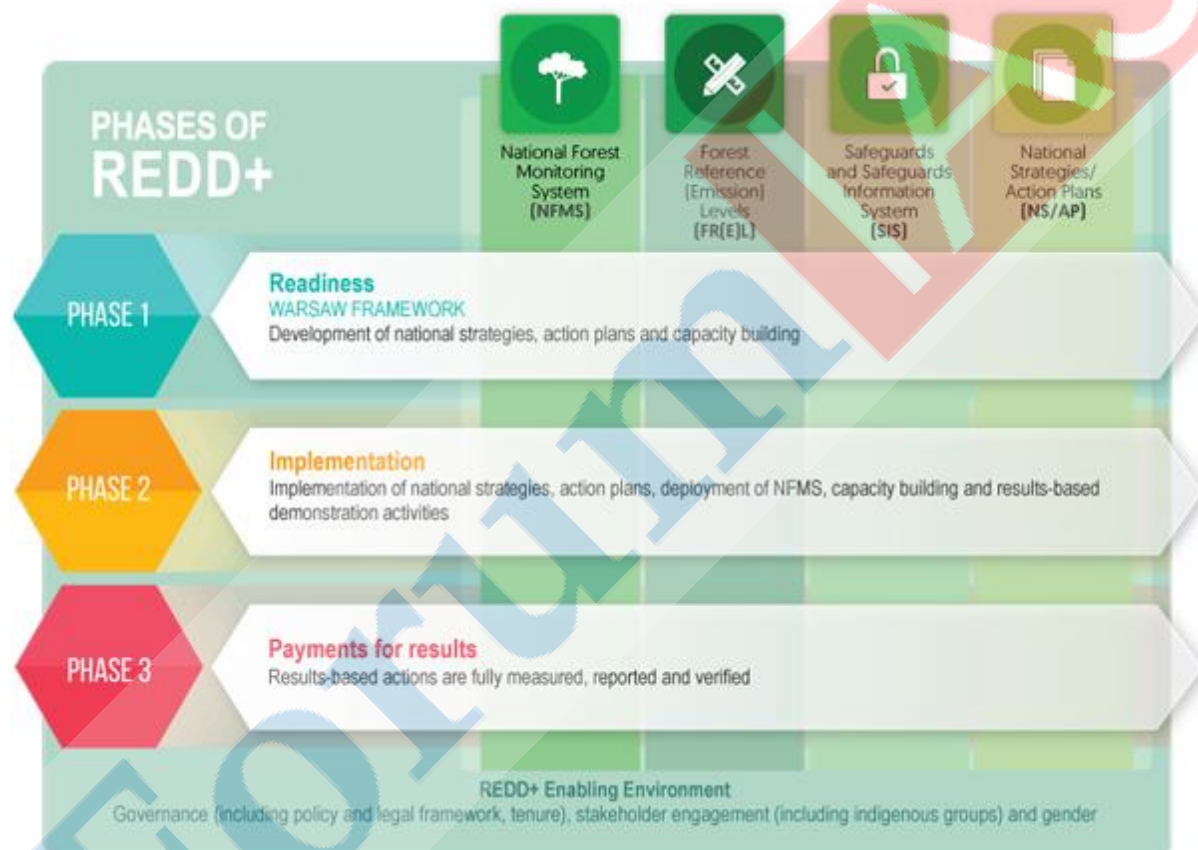 PHASES OF
REDD+
National Forest
Monitoring
System
(NFMS)
Forest
Reference
(Emission)
Levels
(FR(E)L)
Safeguards
and Safeguards
Information
System
(SIS)
National
Strategies/
Action Plans
(NS/AP)
PHASE 1
Readiness
WARSAW FRAMEWORK
Development of national strategies, action plans and capacity building
PHASE 2
Implementation
Implementation of national strategies, action plans, deployment of NFMS, capacity building and results-based
demonstration activities
PHASE 3
Payments for results
Results-based actions are fully measured, reported and verified
REDD+ Enabling Environment
Governance (including policy and legal framework, tenure), stakeholder engagement (including indigenous groups) and gender
ForumIAS